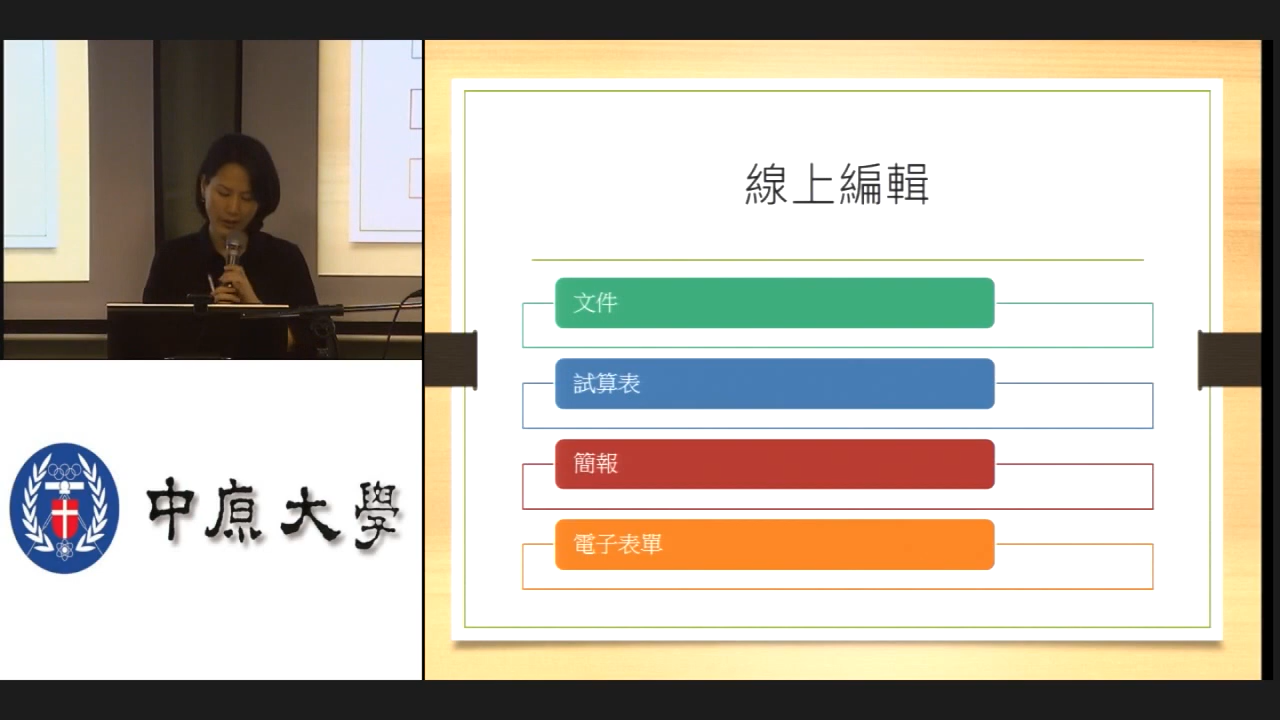 線上編輯
文件
試算表
簡報
電子表單
中原大學